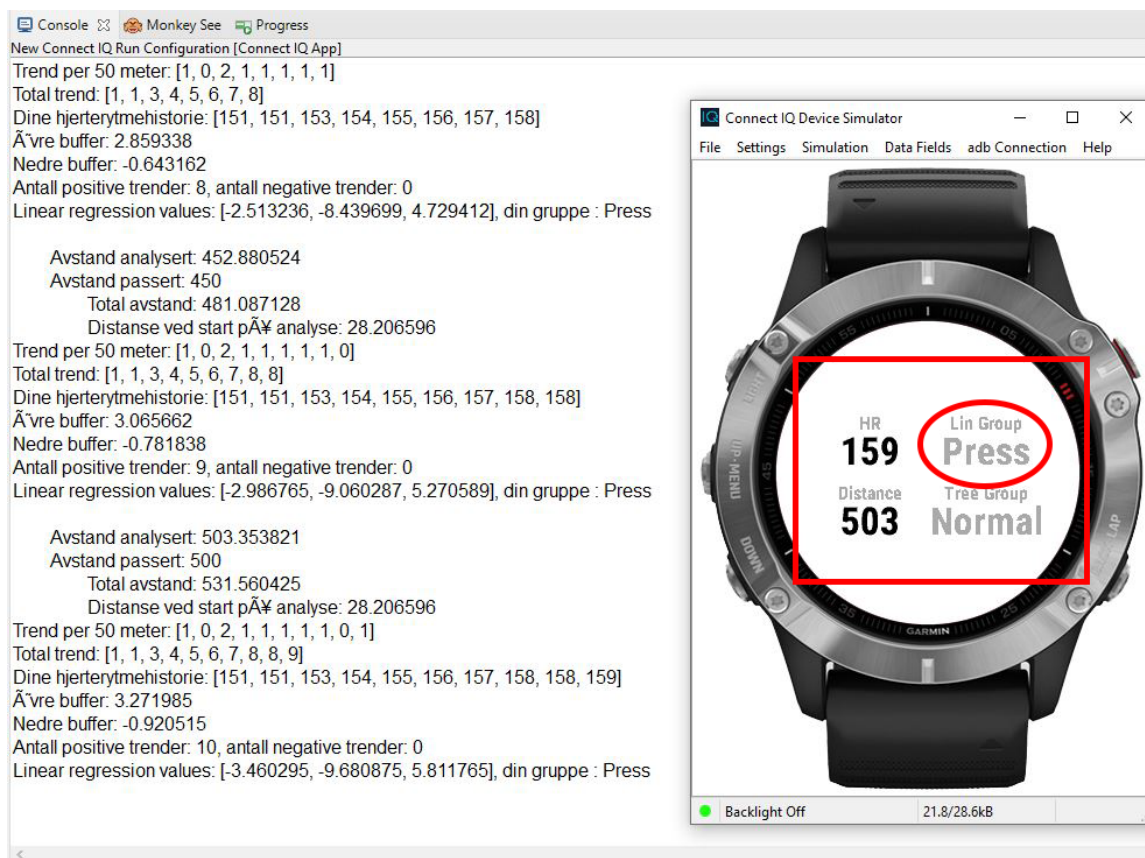 Console Monkey See Progress
New Connect IQ Run Configuration [Connect IQ App]
Trend per 50 meter: [1, 0, 2, 1, 1, 1, 1, 1]
Total trend: [1, 1, 3, 4, 5, 6, 7, 8]
Dine hjerterytmehistorie: [151, 151, 153, 154, 155, 156, 157, 158]
Ã˜vre buffer: 2.859338
Nedre buffer: -0.643162
Antall positive trender: 8, antall negative trender: 0
Linear regression values: [-2.513236, -8.439699, 4.729412], din gruppe : Press
Avstand analysert: 452.880524
Avstand passert: 450
Total avstand: 481.087128
Distanse ved start pÃ¥ analyse: 28.206596
Trend per 50 meter: [1, 0, 2, 1, 1, 1, 1, 1, 0]
Total trend: [1, 1, 3, 4, 5, 6, 7, 8, 8]
Dine hjerterytmehistorie: [151, 151, 153, 154, 155, 156, 157, 158, 158]
Ã˜vre buffer: 3.065662
Nedre buffer: -0.781838
Antall positive trender: 9, antall negative trender: 0
Linear regression values: [-2.986765, -9.060287, 5.270589], din gruppe : Press
Avstand analysert: 503.353821
Avstand passert: 500
Total avstand: 531.560425
Distanse ved start pÃ¥ analyse: 28.206596
Trend per 50 meter: [1, 0, 2, 1, 1, 1, 1, 1, 0, 1]
Total trend: [1, 1, 3, 4, 5, 6, 7, 8, 8, 9]
Dine hjerterytmehistorie: [151, 151, 153, 154, 155, 156, 157, 158, 158, 159]
Ã˜vre buffer: 3.271985
Nedre buffer: -0.920515
Antall positive trender: 10, antall negative trender: 0
Linear regression values: [-3.460295, -9.680875, 5.811765], din gruppe : Press
IQ Connect IQ Device Simulator
File Settings Simulation Data Fields adb Connection Help
55
05
LIGHT
UP·MENU
45
DOWN
35
25
LAP
HR
159
Lin Group
Press
Distance
503
Tree Group
Normal
GARMIN
Backlight Off
21.8/28.6kB